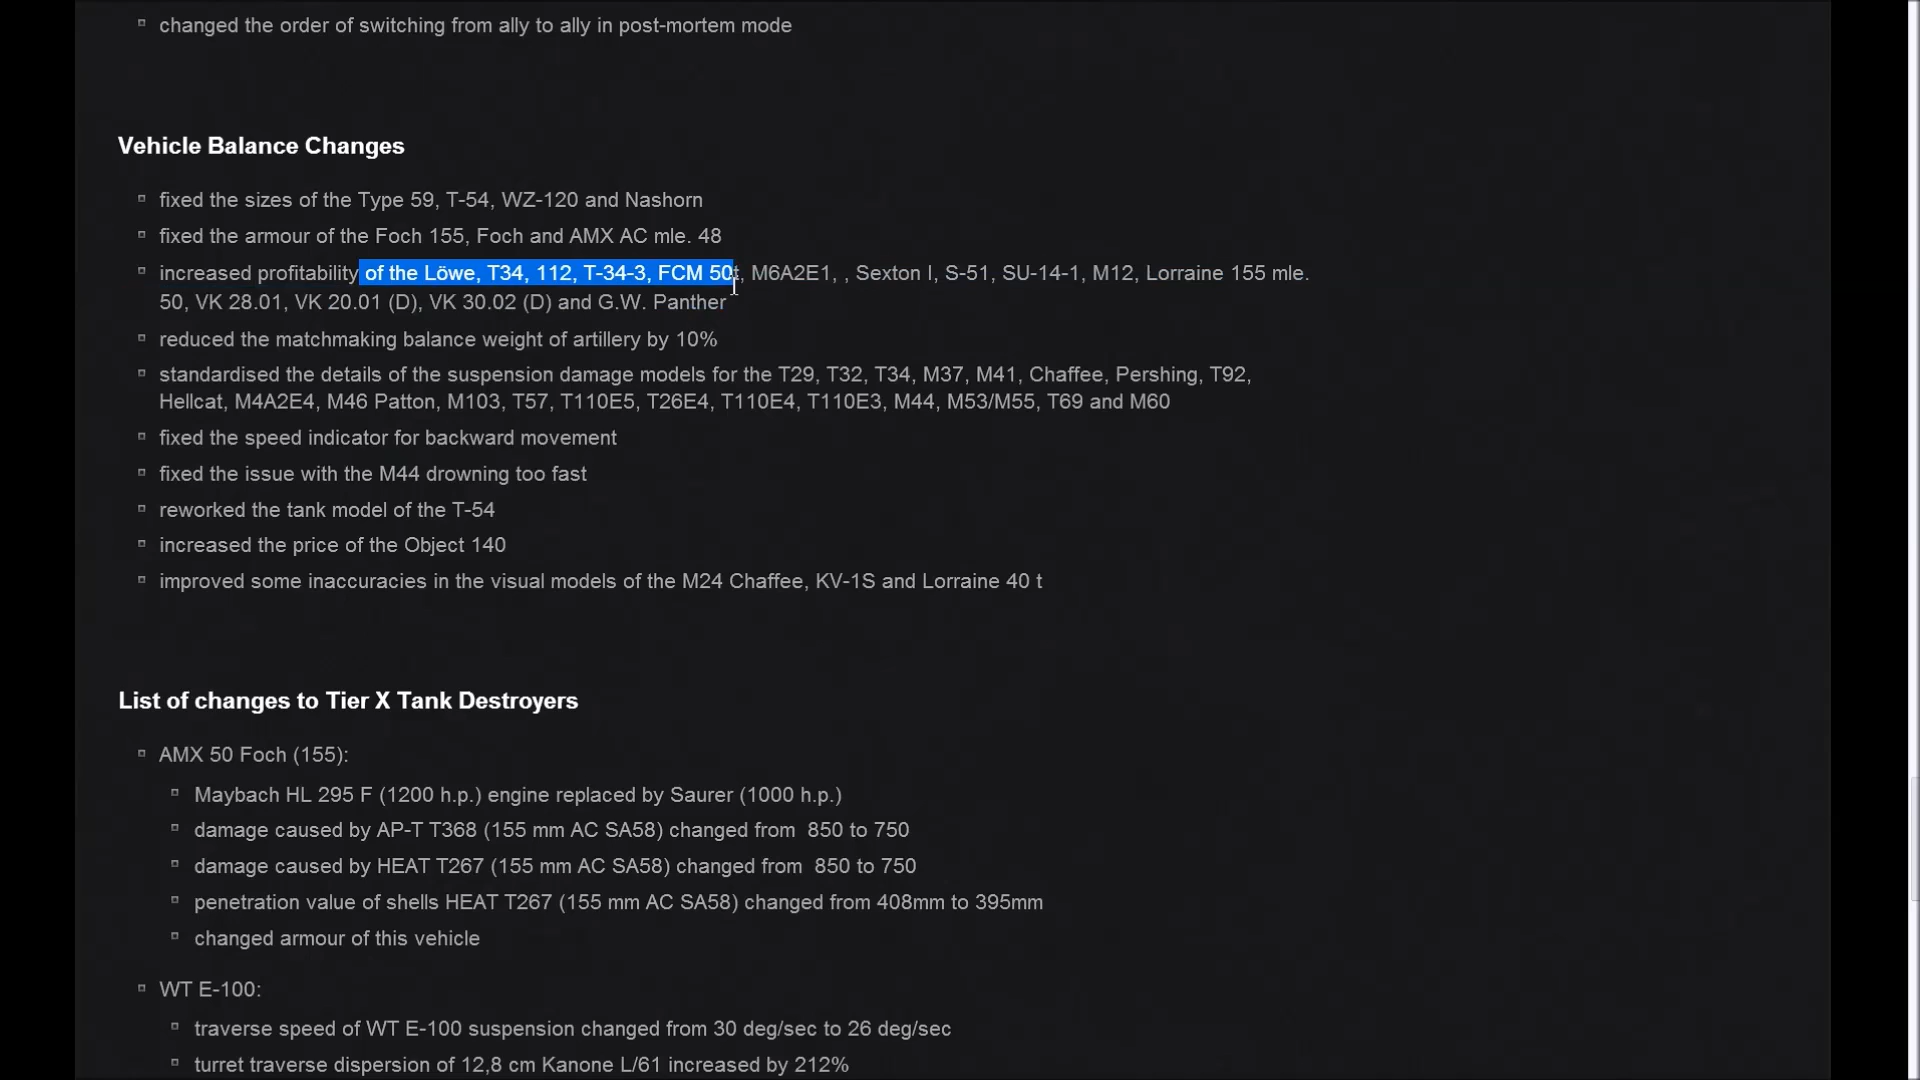 changed the order of switching from ally to ally in post-mortem mode
Vehicle Balance Changes
fixed the sizes of the Type 59, T-54, WZ-120 and Nashorn
fixed the armour of the Foch 155, Foch and AMX AC mle. 48
increased profitability of the Löwe, T34, 112, T-34-3, FCM 50t, M6A2E1, , Sexton I, S-51, SU-14-1, M12, Lorraine 155 mle.
50, VK 28.01, VK 20.01 (D), VK 30.02 (D) and G.W. Panther
reduced the matchmaking balance weight of artillery by 10%
standardised the details of the suspension damage models for the T29, T32, T34, M37, M41, Chaffee, Pershing, T92,
Hellcat, M4A2E4, M46 Patton, M103, T57, T110E5, T26E4, T110E4, T110E3, M44, M53/M55, T69 and M60
fixed the speed indicator for backward movement
fixed the issue with the M44 drowning too fast
reworked the tank model of the T-54
increased the price of the Object 140
improved some inaccuracies in the visual models of the M24 Chaffee, KV-1S and Lorraine 40 t
List of changes to Tier X Tank Destroyers
AMX 50 Foch (155):
Maybach HL 295 F (1200 h.p.) engine replaced by Saurer (1000 h.p.)
damage caused by AP-T T368 (155 mm AC SA58) changed from  850 to 750
damage caused by HEAT T267 (155 mm AC SA58) changed from  850 to 750
penetration value of shells HEAT T267 (155 mm AC SA58) changed from 408mm to 395mm
changed armour of this vehicle
WT E-100:
traverse speed of WT E-100 suspension changed from 30 deg/sec to 26 deg/sec
turret traverse dispersion of 12,8 cm Kanone L/61 increased by 212%